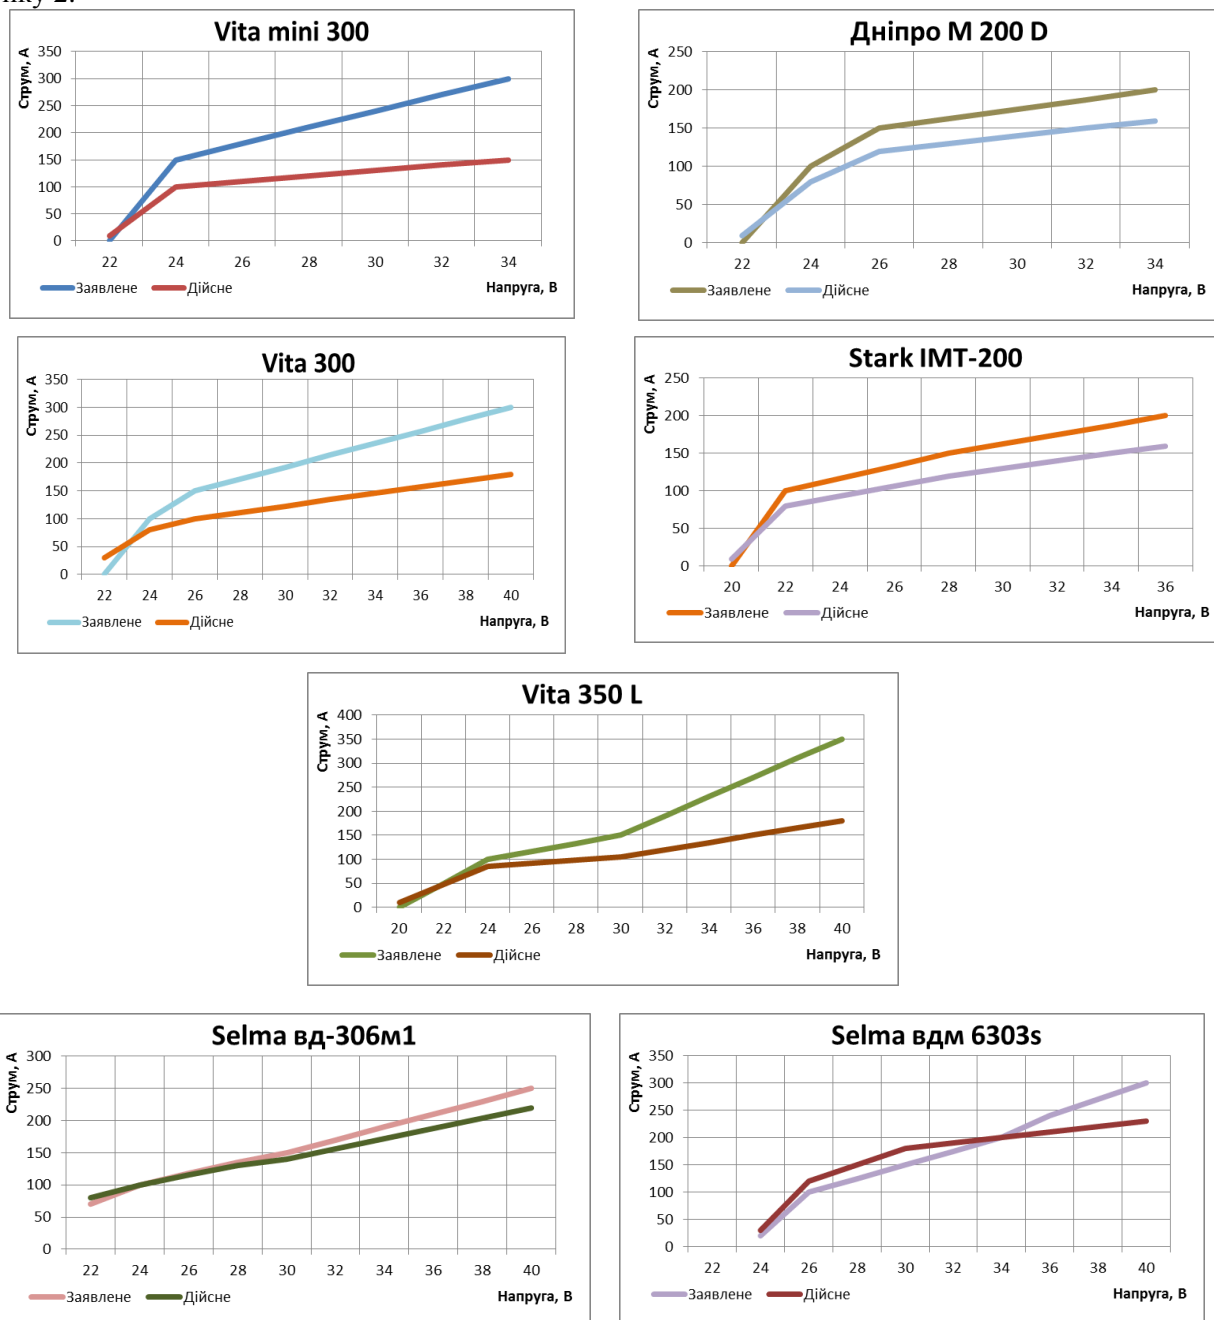 нку 2.
Vita mini 300
Струм, А
350
300
250
200
150
100
50
0
22 24 26 28 30 32 34
Заявлене Дійсне Напруга, В
Дніпро М 200 D
Струм, А
250
200
150
100
50
0
22 24 26 28 30 32 34
Заявлене Дійсне Напруга, В
Vita 300
Струм, А
350
300
250
200
150
100
50
0
22 24 26 28 30 32 34 36 38 40
Заявлене Дійсне Напруга, В
Stark IMT-200
Струм, А
250
200
150
100
50
0
20 22 24 26 28 30 32 34 36
Заявлене Дійсне Напруга, В
Vita 350 L
Струм, А
400
350
300
250
200
150
100
50
0
20 22 24 26 28 30 32 34 36 38 40
Заявлене Дійсне Напруга, В
Selma вд-306м1
Струм, А
300
250
200
150
100
50
0
22 24 26 28 30 32 34 36 38 40
Заявлене Дійсне Напруга, В
Selma вдм 6303s
Струм, А
350
300
250
200
150
100
50
0
22 24 26 28 30 32 34 36 38 40
Заявлене Дійсне Напруга, В